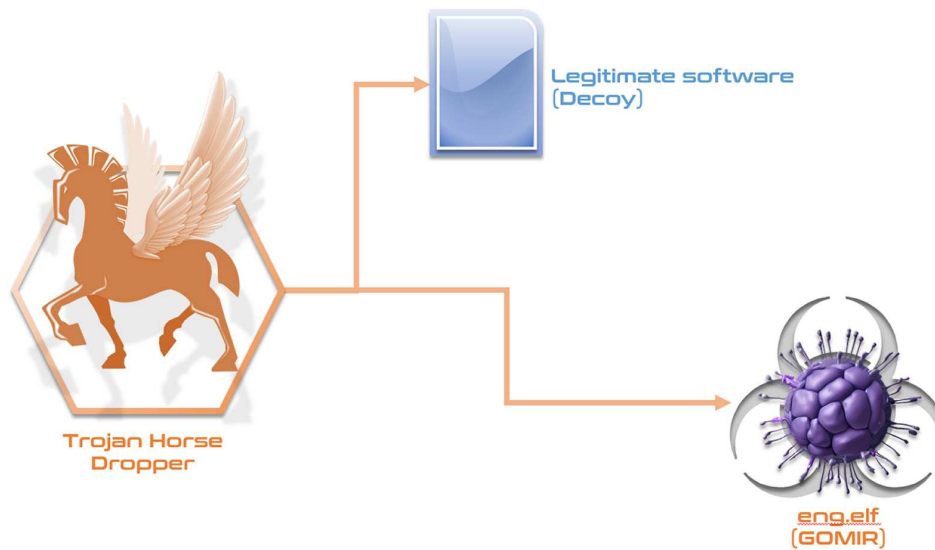 Legitimate software
(Decoy)
Trojan Horse
Dropper
eng.elf
(GOMIR)